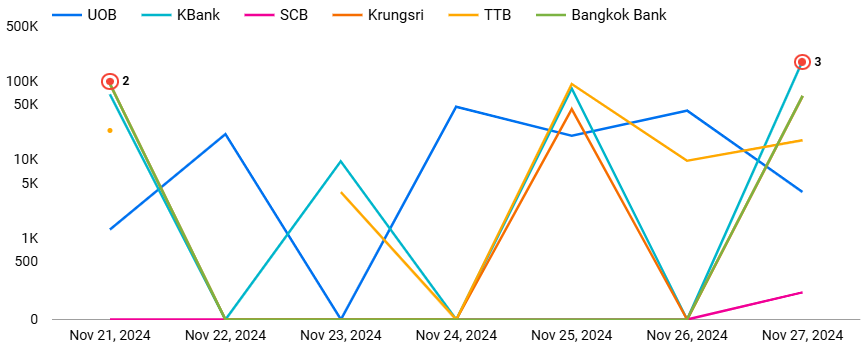 UOB KBank SCB Krungsri TTB Bangkok Bank
500K
100K
50K
10K
5K
1K
500
0
2
3
Nov 21, 2024 Nov 22, 2024 Nov 23, 2024 Nov 24, 2024 Nov 25, 2024 Nov 26, 2024 Nov 27, 2024